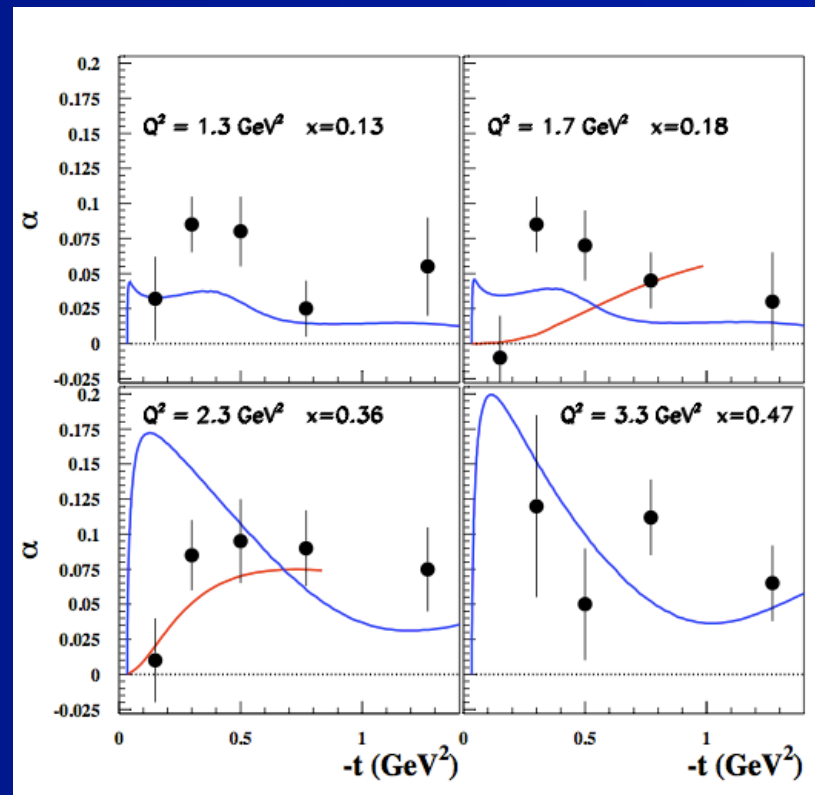 0.2
0.175
0.15
0.125
0.1
0.075
0.05
0.025
0
-0.025
α
Q² = 1.3 GeV² x=0.13
Q² = 1.7 GeV² x=0.18
0.2
0.175
0.15
0.125
0.1
0.075
0.05
0.025
0
-0.025
α
Q² = 2.3 GeV² x=0.36
Q² = 3.3 GeV² x=0.47
0 0.5 1
0.5 1
-t (GeV²)
-t (GeV²)